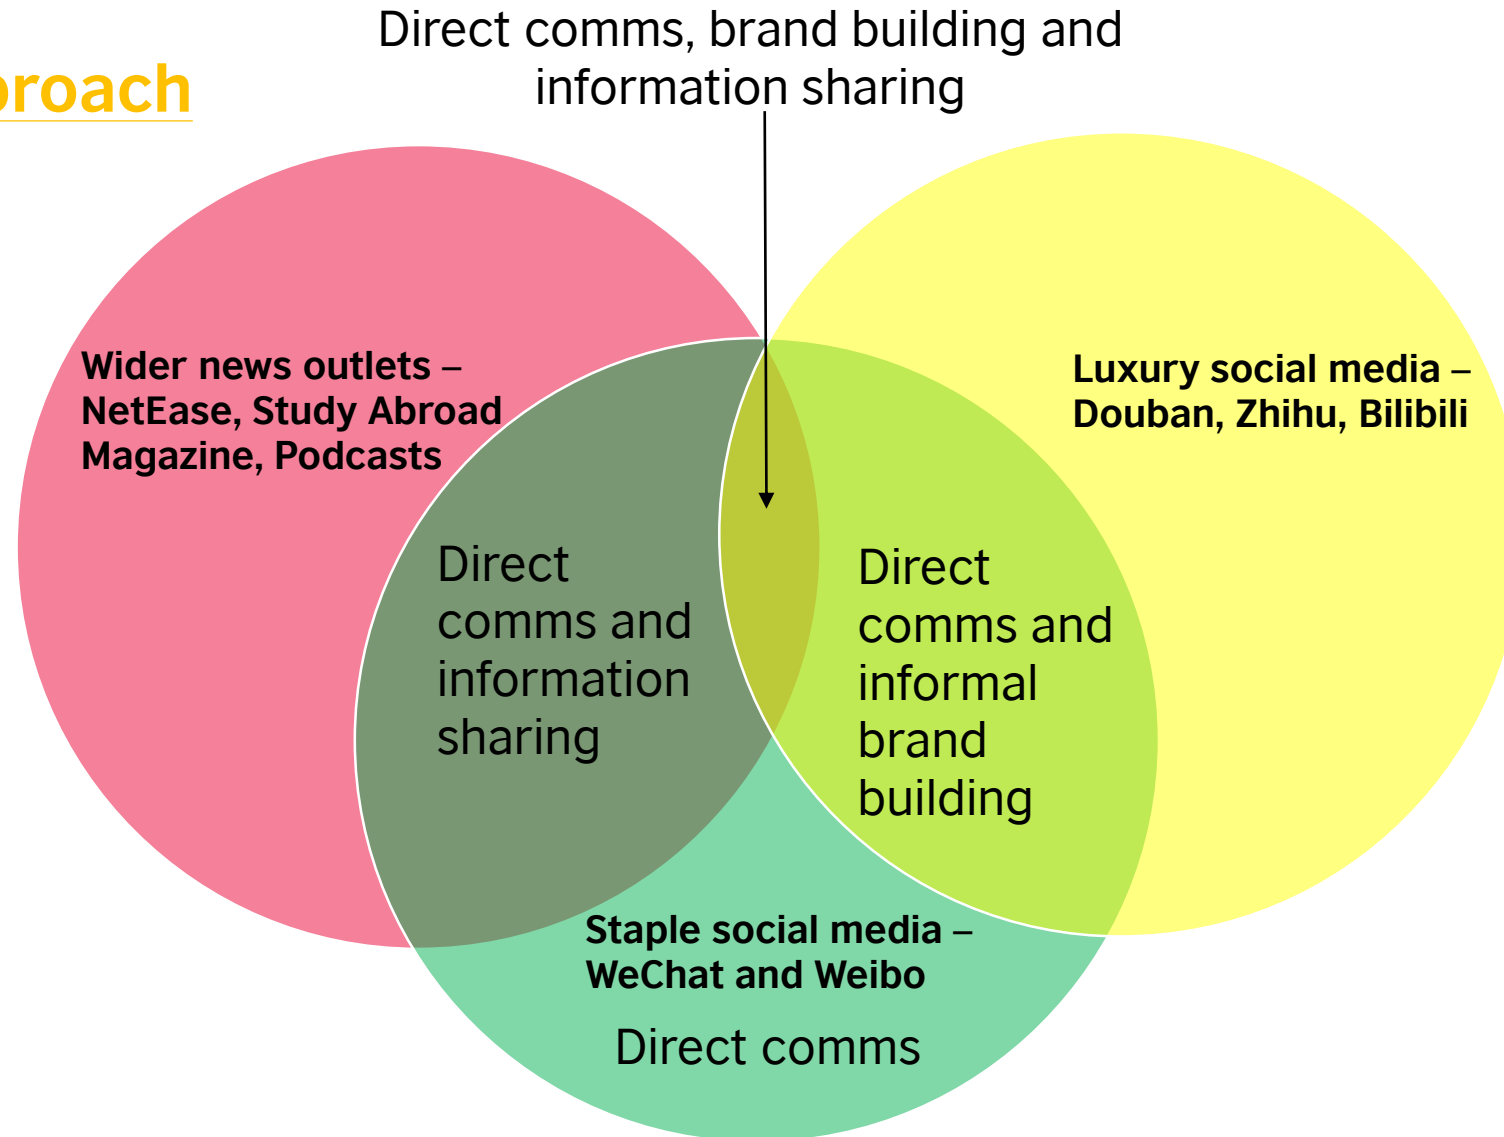 Direct comms, brand building and
information sharing
proach
Wider news outlets –
NetEase, Study Abroad
Magazine, Podcasts
Luxury social media –
Douban, Zhihu, Bilibili
Direct
comms and
information
sharing
Direct
comms and
informal
brand
building
Staple social media –
WeChat and Weibo
Direct comms